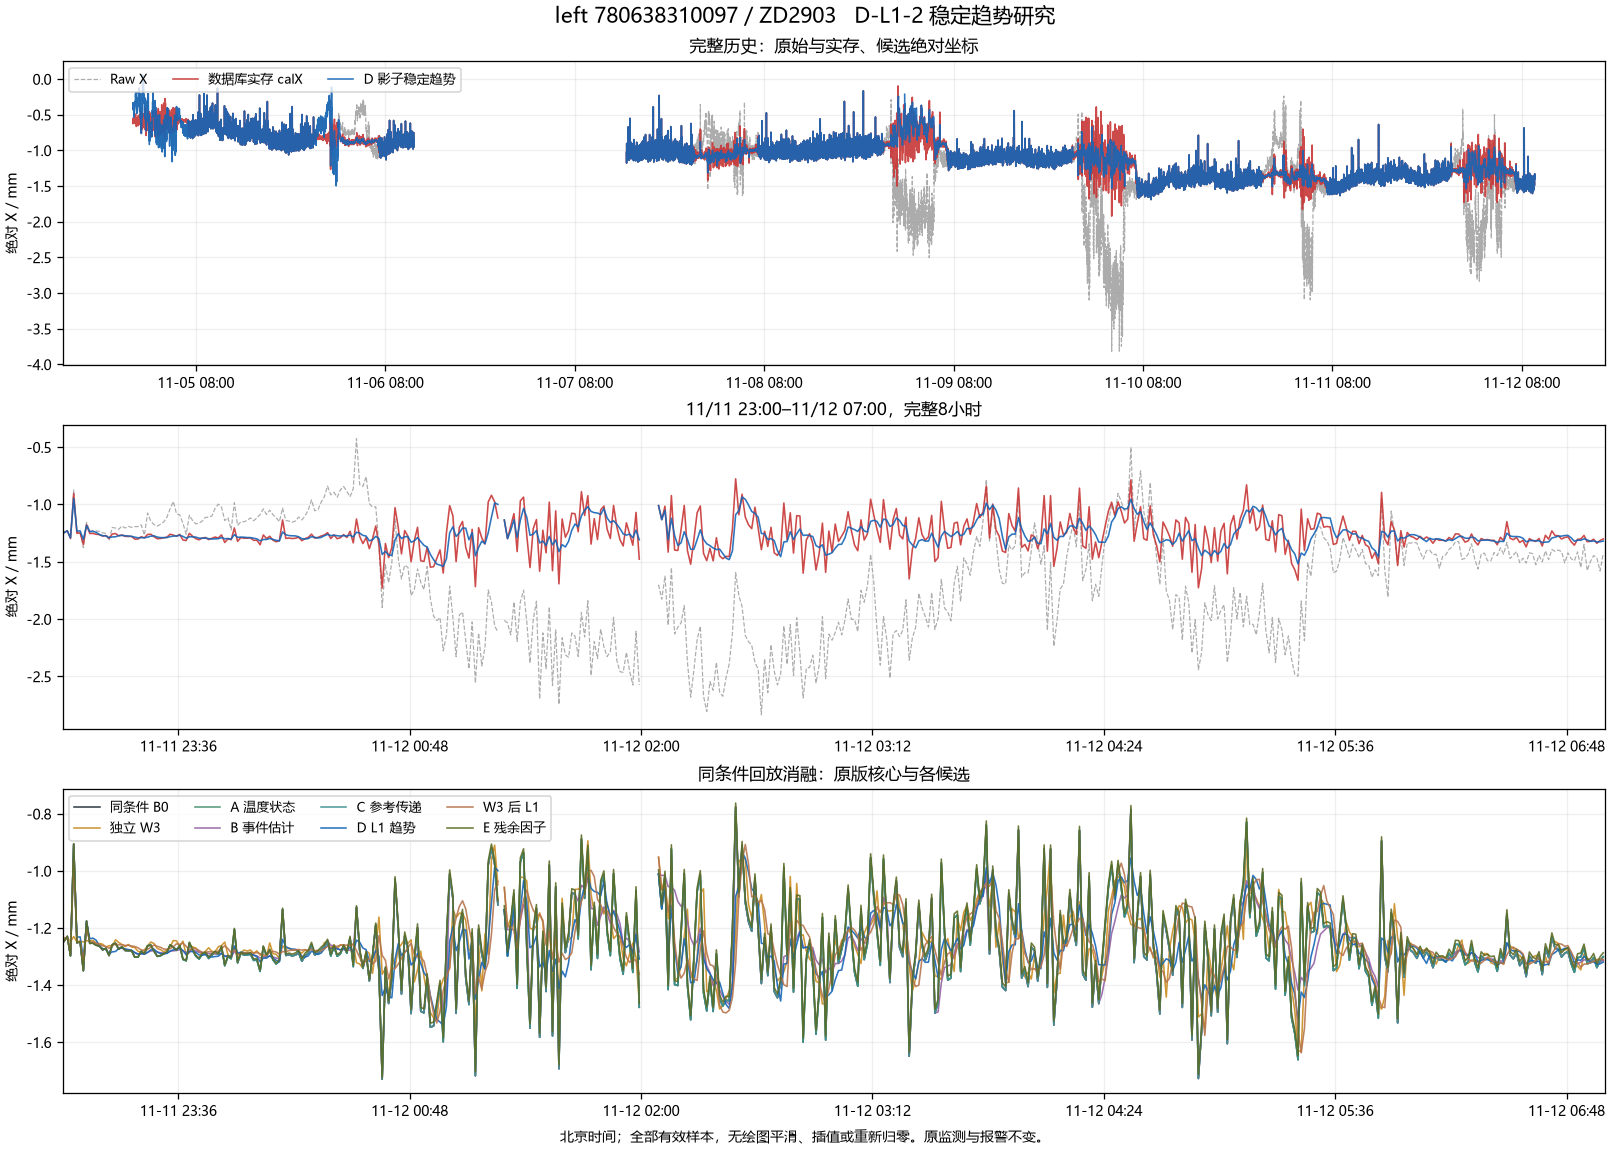 left 780638310097 / ZD2903   D-L1-2 稳定趋势研究
完整历史：原始与实存、候选绝对坐标
Raw X   数据库实存 calX   D 影子稳定趋势
绝对 X / mm
0.0
-0.5
-1.0
-1.5
-2.0
-2.5
-3.0
-3.5
-4.0
11-05 08:00   11-06 08:00   11-07 08:00   11-08 08:00   11-09 08:00   11-10 08:00   11-11 08:00   11-12 08:00
11/11 23:00–11/12 07:00，完整8小时
绝对 X / mm
-0.5
-1.0
-1.5
-2.0
-2.5
11-11 23:36   11-12 00:48   11-12 02:00   11-12 03:12   11-12 04:24   11-12 05:36   11-12 06:48
同条件回放消融：原版核心与各候选
同条件 B0   A 温度状态   C 参考传递   W3 后 L1
独立 W3   B 事件估计   D L1 趋势   E 残余因子
绝对 X / mm
-0.8
-1.0
-1.2
-1.4
-1.6
11-11 23:36   11-12 00:48   11-12 02:00   11-12 03:12   11-12 04:24   11-12 05:36   11-12 06:48
北京时间；全部有效样本，无绘图平滑、插值或重新归零。原监测与报警不变。